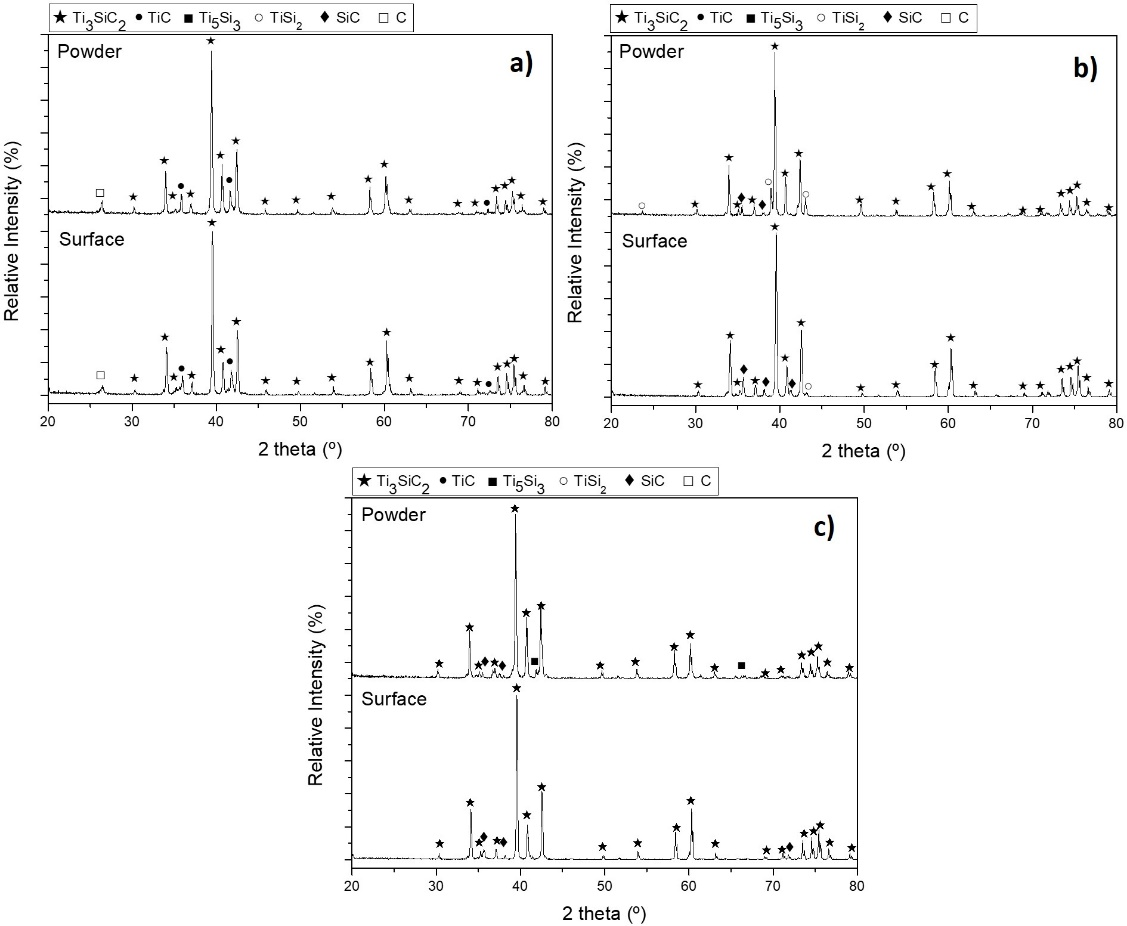 ★ Ti3SiC2 ● TiC ■ Ti5Si3 ○ TiSi2 ◆ SiC □ C
Powder
a)
Surface
Relative Intensity (%)
20 30 40 50 60 70 80
2 theta (º)
★ Ti3SiC2 ● TiC ■ Ti5Si3 ○ TiSi2 ◆ SiC □ C
Powder
b)
Surface
Relative Intensity (%)
20 30 40 50 60 70 80
2 theta (º)
★ Ti3SiC2 ● TiC ■ Ti5Si3 ○ TiSi2 ◆ SiC □ C
Powder
c)
Surface
Relative Intensity (%)
20 30 40 50 60 70 80
2 theta (º)